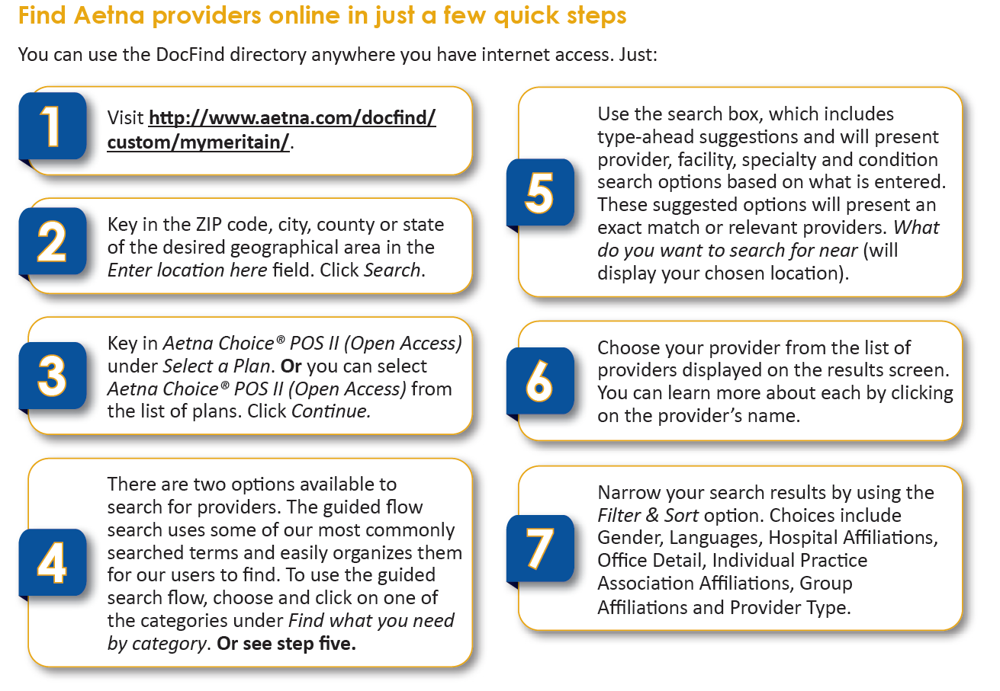 Find Aetna providers online in just a few quick steps
You can use the DocFind directory anywhere you have internet access. Just:
1
Visit http://www.aetna.com/docfind/
custom/mymeritain/.
2
Key in the ZIP code, city, county or state
of the desired geographical area in the
Enter location here field. Click Search.
3
Key in Aetna Choice® POS II (Open Access)
under Select a Plan. Or you can select
Aetna Choice® POS II (Open Access) from
the list of plans. Click Continue.
4
There are two options available to
search for providers. The guided flow
search uses some of our most commonly
searched terms and easily organizes them
for our users to find. To use the guided
search flow, choose and click on one of
the categories under Find what you need
by category. Or see step five.
5
Use the search box, which includes
type-ahead suggestions and will present
provider, facility, specialty and condition
search options based on what is entered.
These suggested options will present an
exact match or relevant providers. What
do you want to search for near (will
display your chosen location).
6
Choose your provider from the list of
providers displayed on the results screen.
You can learn more about each by clicking
on the provider’s name.
7
Narrow your search results by using the
Filter & Sort option. Choices include
Gender, Languages, Hospital Affiliations,
Office Detail, Individual Practice
Association Affiliations, Group
Affiliations and Provider Type.